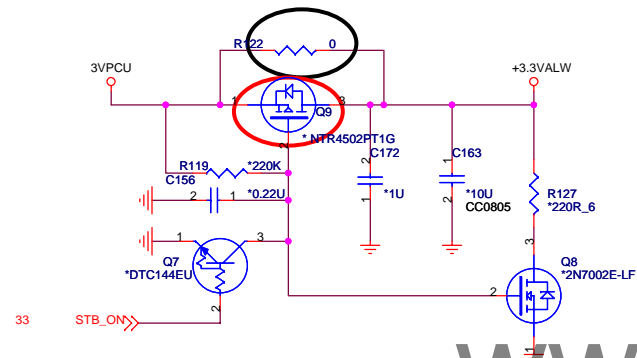 R122 0
3VPCU
+3.3VALW
1 3
Q9
2
* NTR4502PT1G
R119 *220K
C156
2 1 *0.22U
C172
2
1
*1U
C163
1
2
*10U
CC0805
R127
*220R_6
1 3
Q7
*DTC144EU
2
3
Q8
*2N7002E-LF
2
1
33 STB_ON